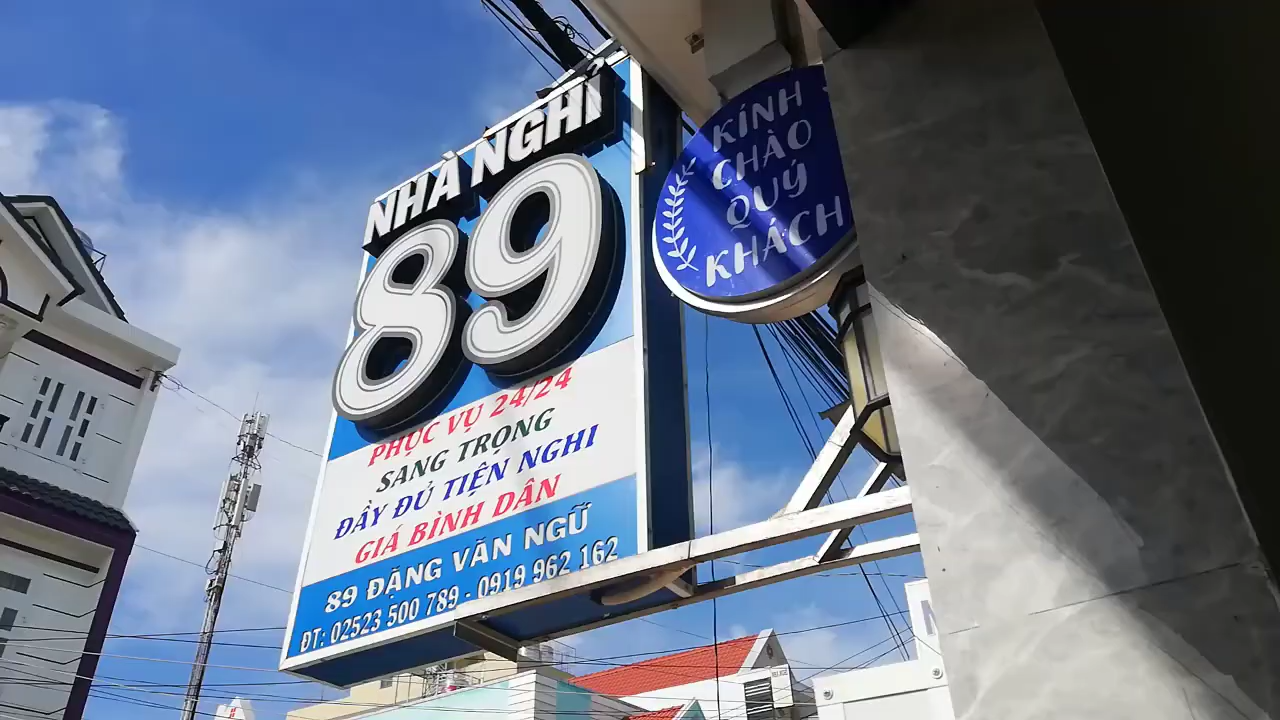 NHÀ NGHỈ
89
PHỤC VỤ 24/24
SANG TRỌNG
ĐẦY ĐỦ TIỆN NGHI
GIÁ BÌNH DÂN
89 ĐẶNG VĂN NGỮ
ĐT: 02523 500 789 - 0919 962 162
KÍNH
CHÀO
QUÝ
KHÁCH